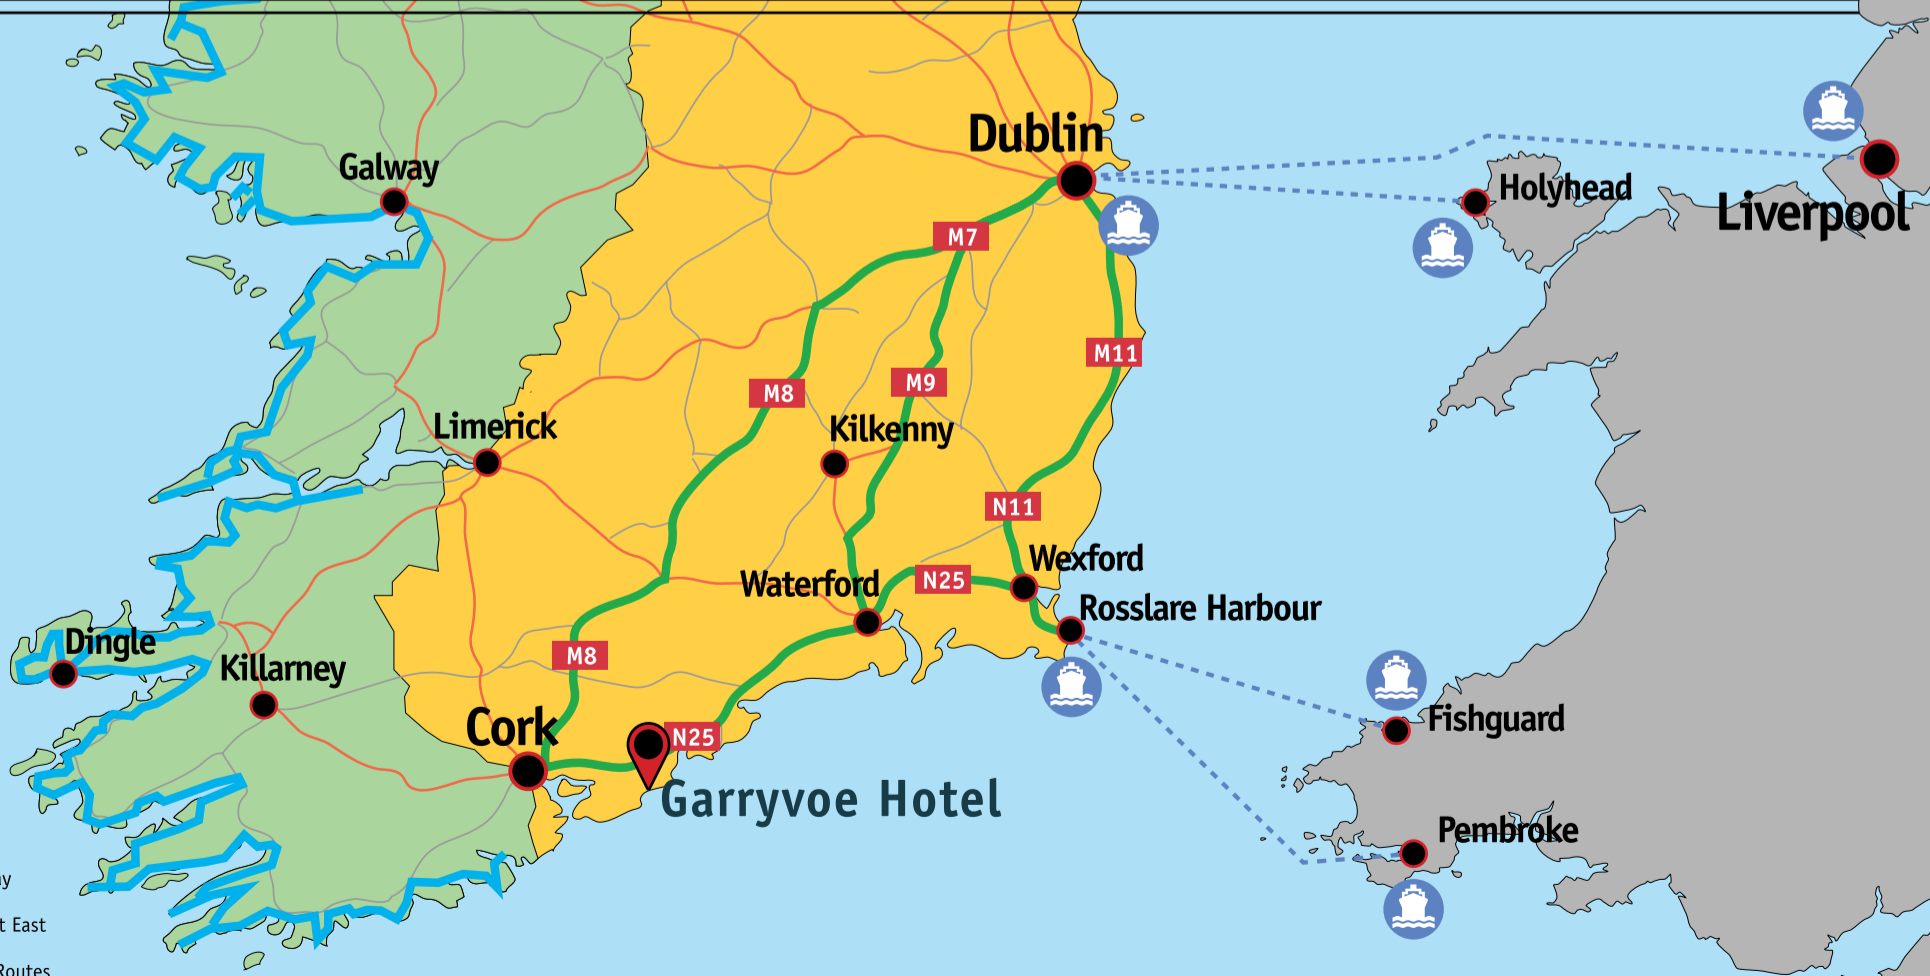 Dublin
Galway
Holyhead
Liverpool
M7
M11
M8
M9
Limerick
Kilkenny
N11
Wexford
Waterford
N25
Rosslare Harbour
Dingle
Killarney
M8
Cork
N25
Fishguard
Garryvoe Hotel
Pembroke
t East
Routes